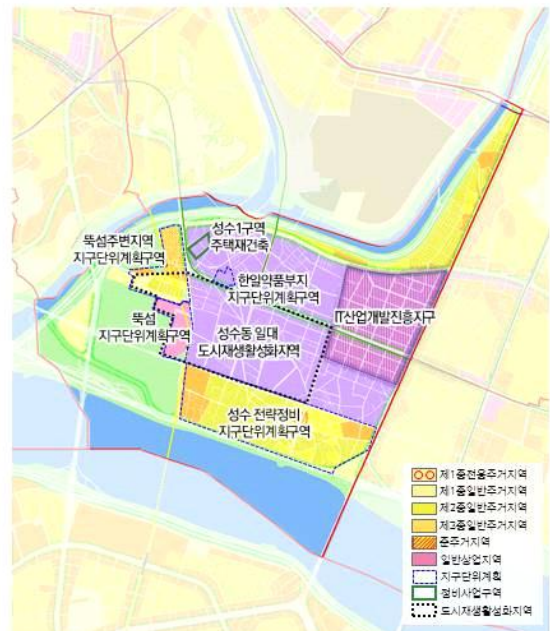 성수1구역
주택재건축
뚝섬주변지역
지구단위계획구역
한일약품부지
지구단위계획구역
IT산업개발진흥지구
뚝섬
지구단위계획구역
성수동 일대
도시재생활성화지역
성수 전략정비
지구단위계획구역
제1종전용주거지역
제1종일반주거지역
제2종일반주거지역
제3종일반주거지역
준주거지역
일반상업지역
지구단위계획
정비사업구역
도시재생활성화지역